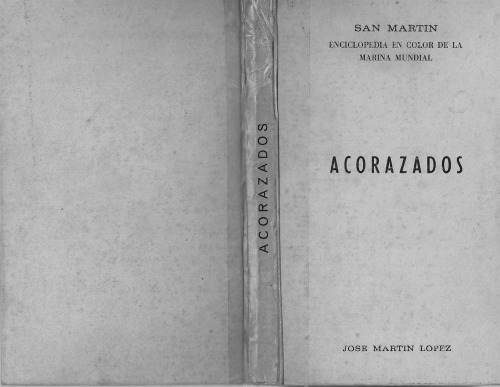 ACORAZADOS
SAN MARTIN
ENCICLOPEDIA EN COLOR DE LA
MARINA MUNDIAL
ACORAZADOS
JOSE MARTIN LOPEZ